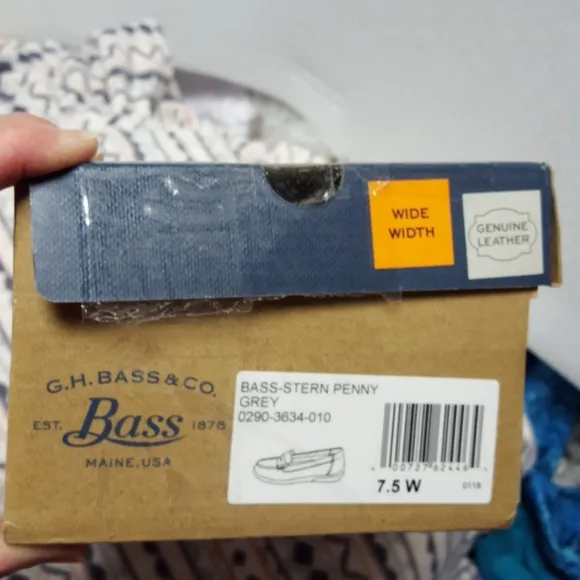 WIDE
WIDTH
GENUINE
LEATHER
G.H. BASS & CO.
EST. Bass 1876
MAINE, USA
BASS-STERN PENNY
GREY
0290-3634-010
7.5 W
0118